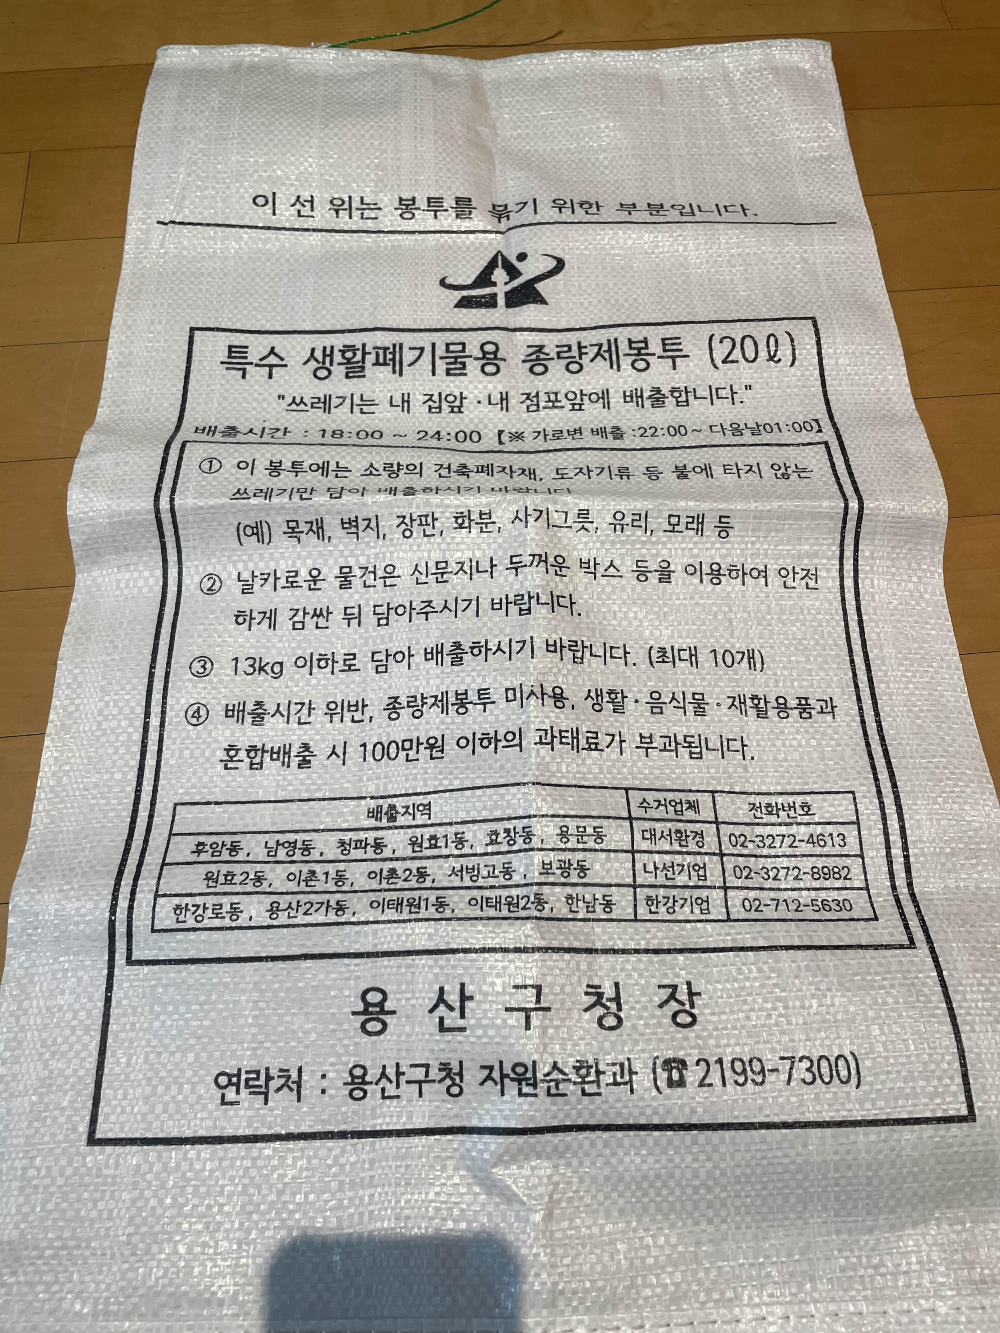 이 선 위는 봉투를 묶기 위한 부분입니다.
특수 생활폐기물용 종량제봉투 (20ℓ)
"쓰레기는 내 집앞·내 점포앞에 배출합니다."
배출시간 : 18:00 ~ 24:00 【※ 가로변 배출 :22:00~ 다음날01:00】
① 이 봉투에는 소량의 건축폐자재, 도자기류 등 불에 타지 않는
쓰레기만 담아 배출하시기 바랍니다
(예) 목재, 벽지, 장판, 화분, 사기그릇, 유리, 모래 등
② 날카로운 물건은 신문지나 두꺼운 박스 등을 이용하여 안전
하게 감싼 뒤 담아주시기 바랍니다.
③ 13kg 이하로 담아 배출하시기 바랍니다. (최대 10개)
④ 배출시간 위반, 종량제봉투 미사용, 생활·음식물·재활용품과
혼합배출 시 100만원 이하의 과태료가 부과됩니다.
배출지역 수거업체 전화번호
후암동, 남영동, 청파동, 원효1동, 효창동, 용문동 대서환경 02-3272-4613
원효2동, 이촌1동, 이촌2동, 서빙고동, 보광동 나선기업 02-3272-8982
한강로동, 용산2가동, 이태원1동, 이태원2동, 한남동 한강기업 02-712-5630
용산구청장
연락처 : 용산구청 자원순환과 (☎2199-7300)